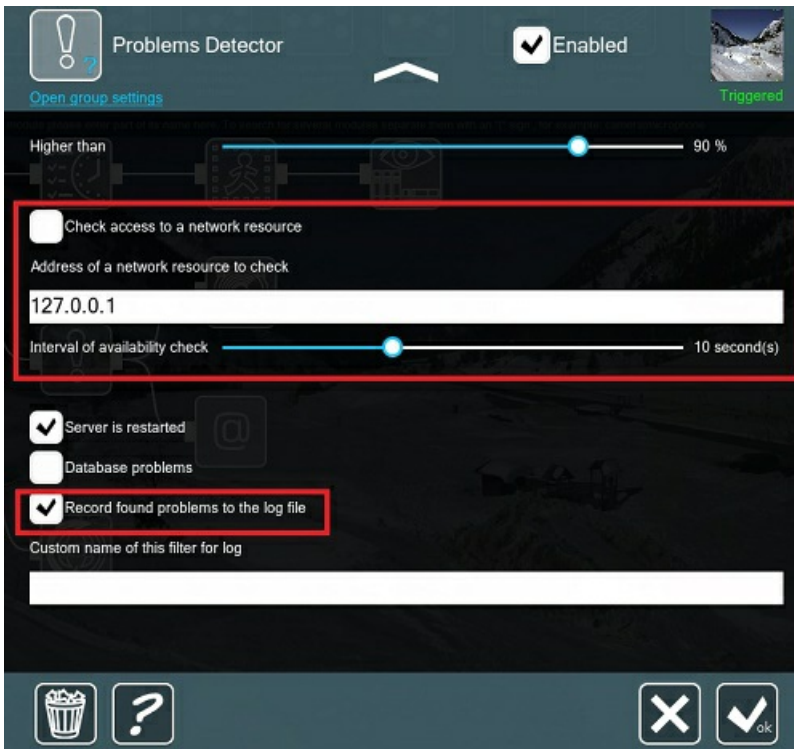 Problems Detector
Enabled
Open group settings
Triggered
Higher than
90 %
Check access to a network resource
Address of a network resource to check
127.0.0.1
Interval of availability check
10 second(s)
Server is restarted
Database problems
Record found problems to the log file
Custom name of this filter for log
ok